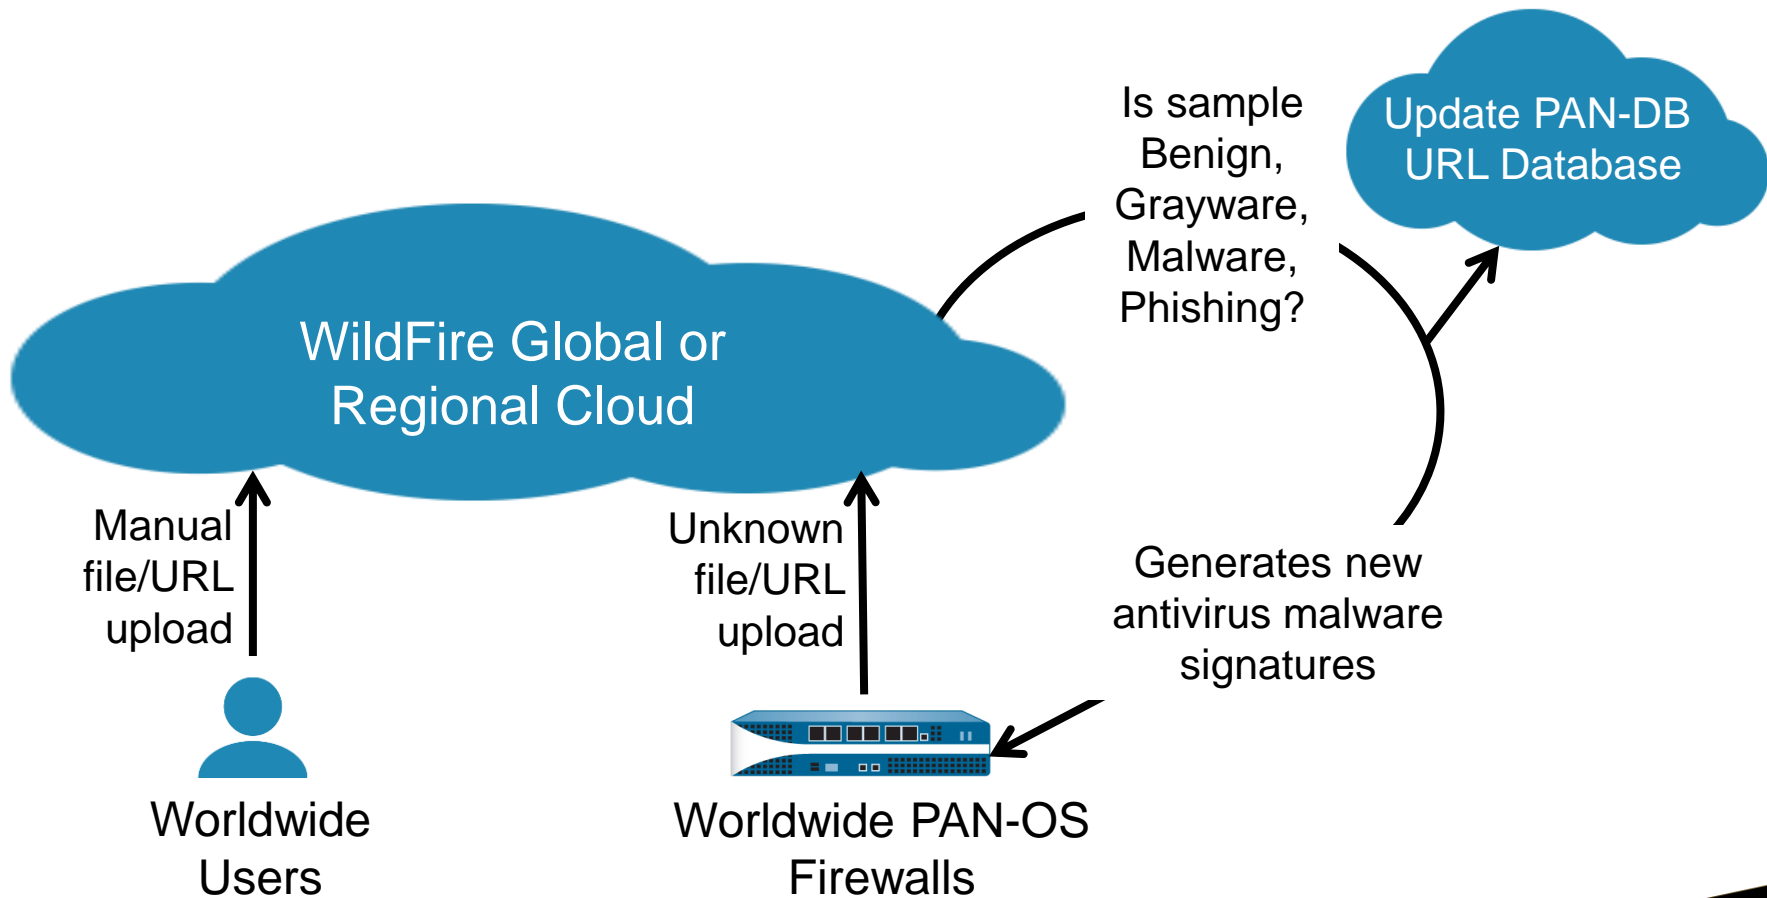 Is sample
Benign,
Grayware,
Malware,
Phishing?
Update PAN-DB
URL Database
WildFire Global or
Regional Cloud
Manual
file/URL
upload
Unknown
file/URL
upload
Generates new
antivirus malware
signatures
Worldwide
Users
Worldwide PAN-OS
Firewalls